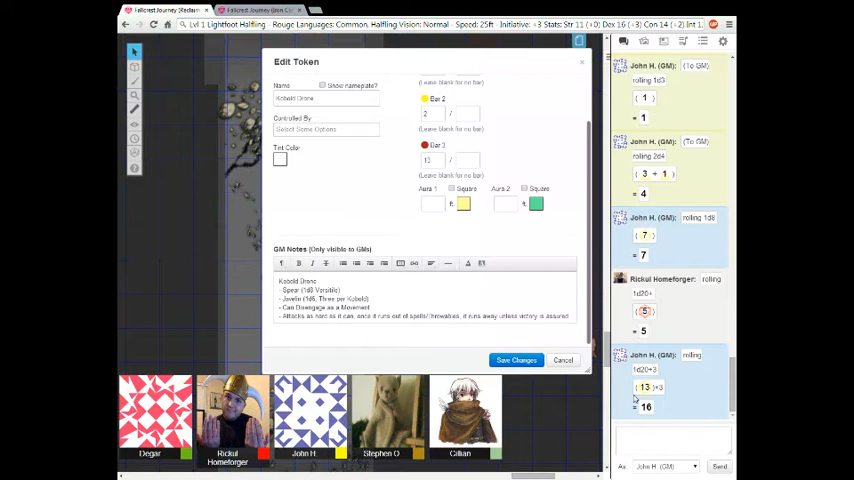 Fallcrest Journey (Reclaim
Fallcrest Journey (Iron C
Lvl 1 Lightfoot Halfling - Rouge Languages: Common, Halfling Vision: Normal - Speed: 25ft - Initiative: +3 Stats: Str 11 (+0) Dex 16 (+3) Con 14 (+2) Int 1
Edit Token
×
Name
Show nameplate?
Kobold Drone
Controlled By
Select Some Options
Tint Color
(Leave blank for no bar)
Bar 2
2 /
(Leave blank for no bar)
Bar 3
13 /
(Leave blank for no bar)
Aura 1 Square Aura 2 Square
ft. ft.
GM Notes (Only visible to GMs)
Kobold Drone
- Spear (1d8 Versitile)
- Javelin (1d6, Three per Kobold)
- Can Disengage as a Movement
- Attacks as hard as it can, once it runs out of spells/Throwables, it runs away unless victory is assured
Save Changes
Cancel
John H. (GM): (To GM)
rolling 1d3
( 1 )
= 1
John H. (GM): (To GM)
rolling 2d4
( 3 + 1 )
= 4
John H. (GM): rolling 1d8
( 7 )
= 7
Rickul Homeforger: rolling
1d20+
( 5 )
= 5
John H. (GM): rolling
1d20+3
( 13 )+3
= 16
Degar
Rickul
Homeforger
John H
Stephen O
Cillian
As: John H. (GM)
Send